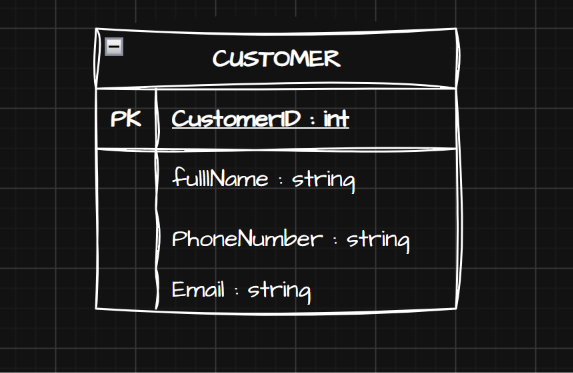 CUSTOMER
PK CustomerID : int
fulllName : string
PhoneNumber : string
Email : string